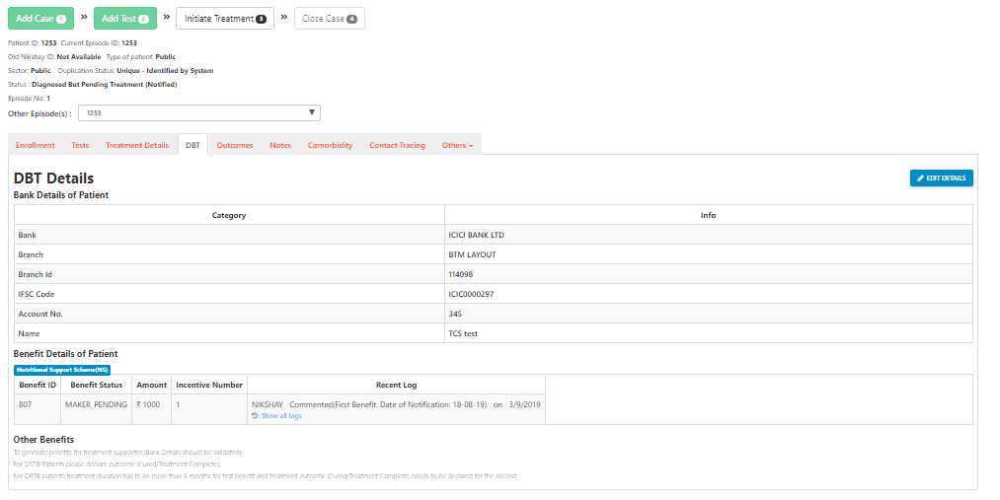 Add Case 1 » Add Test 2 » Initiate Treatment 3 » Close Case 4
Patient ID: 1253 Current Episode ID: 1253
Old Nikshay ID: Not Available Type of patient: Public
Sector: Public Duplication Status: Unique - Identified by System
Status : Diagnosed But Pending Treatment (Notified)
Episode No: 1
Other Episode(s) : 1253
Enrollment Tests Treatment Details DBT Outcomes Notes Comorbidity Contact Tracing Others
DBT Details EDIT DETAILS
Bank Details of Patient
Category Info
Bank ICICI BANK LTD
Branch BTM LAYOUT
Branch Id 114098
IFSC Code ICIC0000297
Account No. 345
Name TCS test
Benefit Details of Patient
Nutritional Support Scheme(NS)
Benefit ID Benefit Status Amount Incentive Number Recent Log
807 MAKER_PENDING ₹ 1000 1 NIKSHAY Commented(First Benefit. Date of Notification: 18-08-19) on 3/9/2019
Show all logs
Other Benefits
To generate benefits for treatment supporter (Bank Details should be validated);
For DSTB Patients please declare outcome (Cured/Treatment Complete);
For DRTB patients treatment duration has to be more than 6 months for first benefit and treatment outcome (Cured/Treatment Complete) needs to be declared for the second